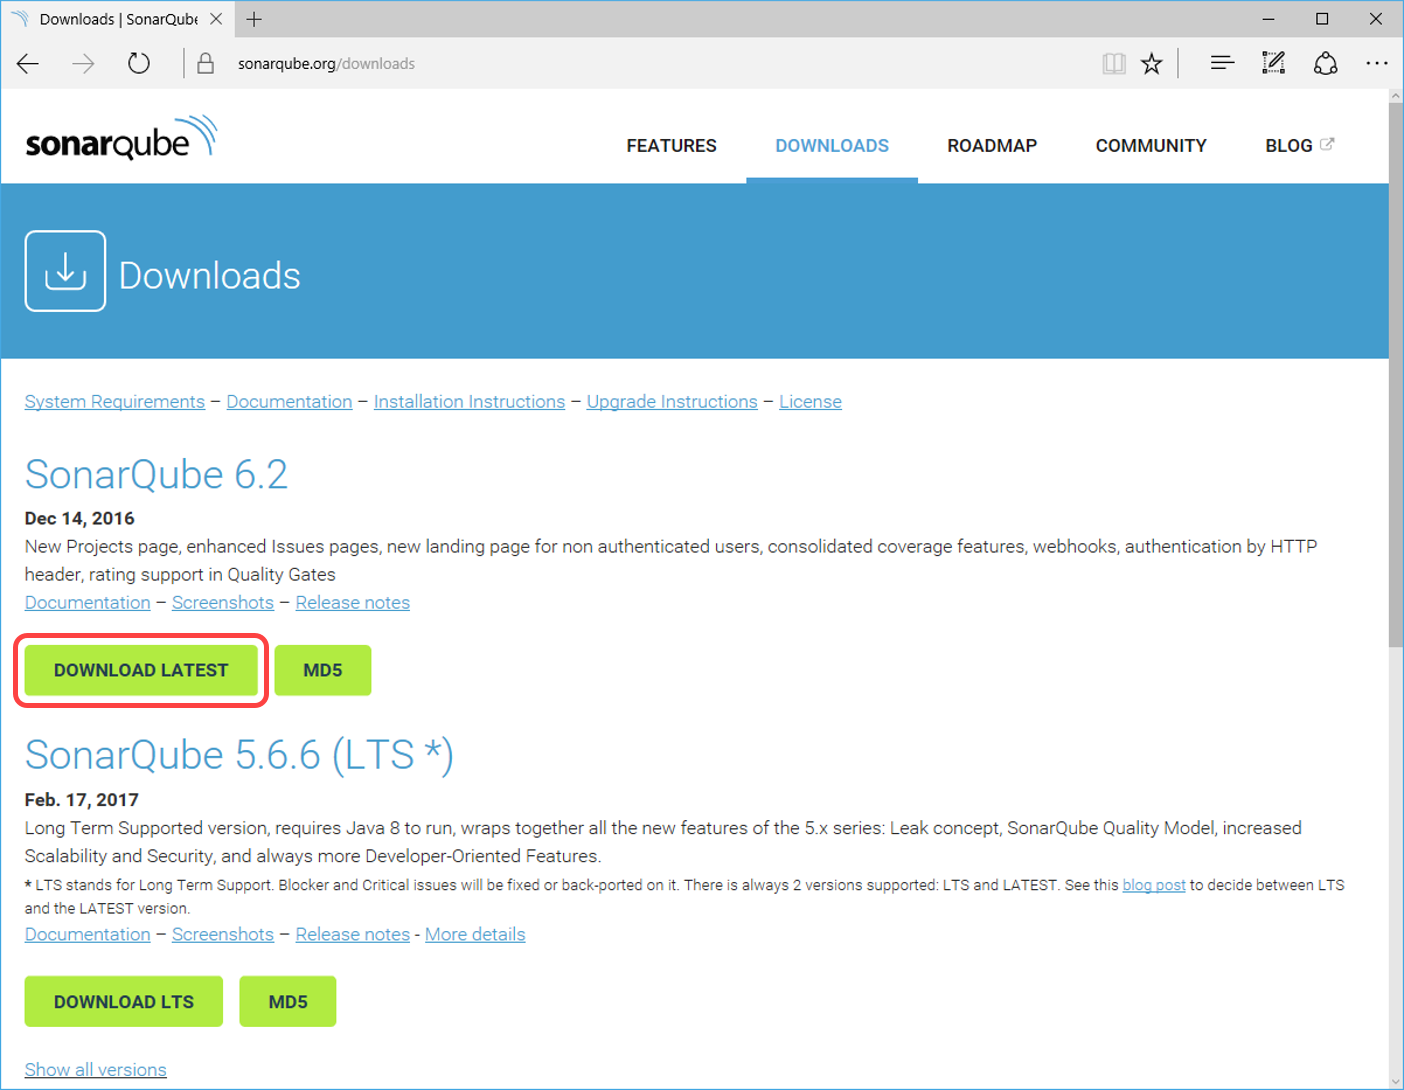 Downloads | SonarQube
sonarqube.org/downloads
sonarqube
FEATURES
DOWNLOADS
ROADMAP
COMMUNITY
BLOG
Downloads
System Requirements – Documentation – Installation Instructions – Upgrade Instructions – License
SonarQube 6.2
Dec 14, 2016
New Projects page, enhanced Issues pages, new landing page for non authenticated users, consolidated coverage features, webhooks, authentication by HTTP
header, rating support in Quality Gates
Documentation – Screenshots – Release notes
DOWNLOAD LATEST
MD5
SonarQube 5.6.6 (LTS *)
Feb. 17, 2017
Long Term Supported version, requires Java 8 to run, wraps together all the new features of the 5.x series: Leak concept, SonarQube Quality Model, increased
Scalability and Security, and always more Developer-Oriented Features.
* LTS stands for Long Term Support. Blocker and Critical issues will be fixed or back-ported on it. There is always 2 versions supported: LTS and LATEST. See this blog post to decide between LTS
and the LATEST version.
Documentation – Screenshots – Release notes - More details
DOWNLOAD LTS
MD5
Show all versions